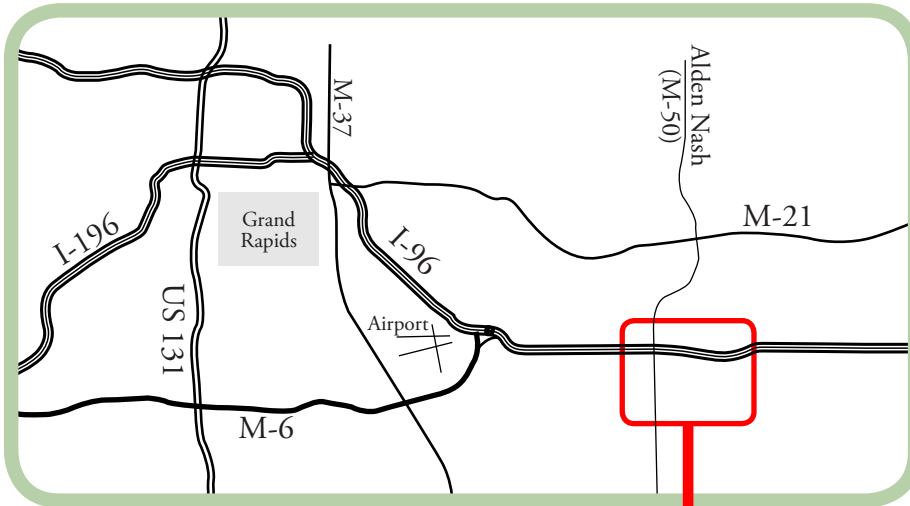 M-37
Alden Nash
(M-50)
M-21
Grand
Rapids
I-196
I-96
US 131
Airport
M-6